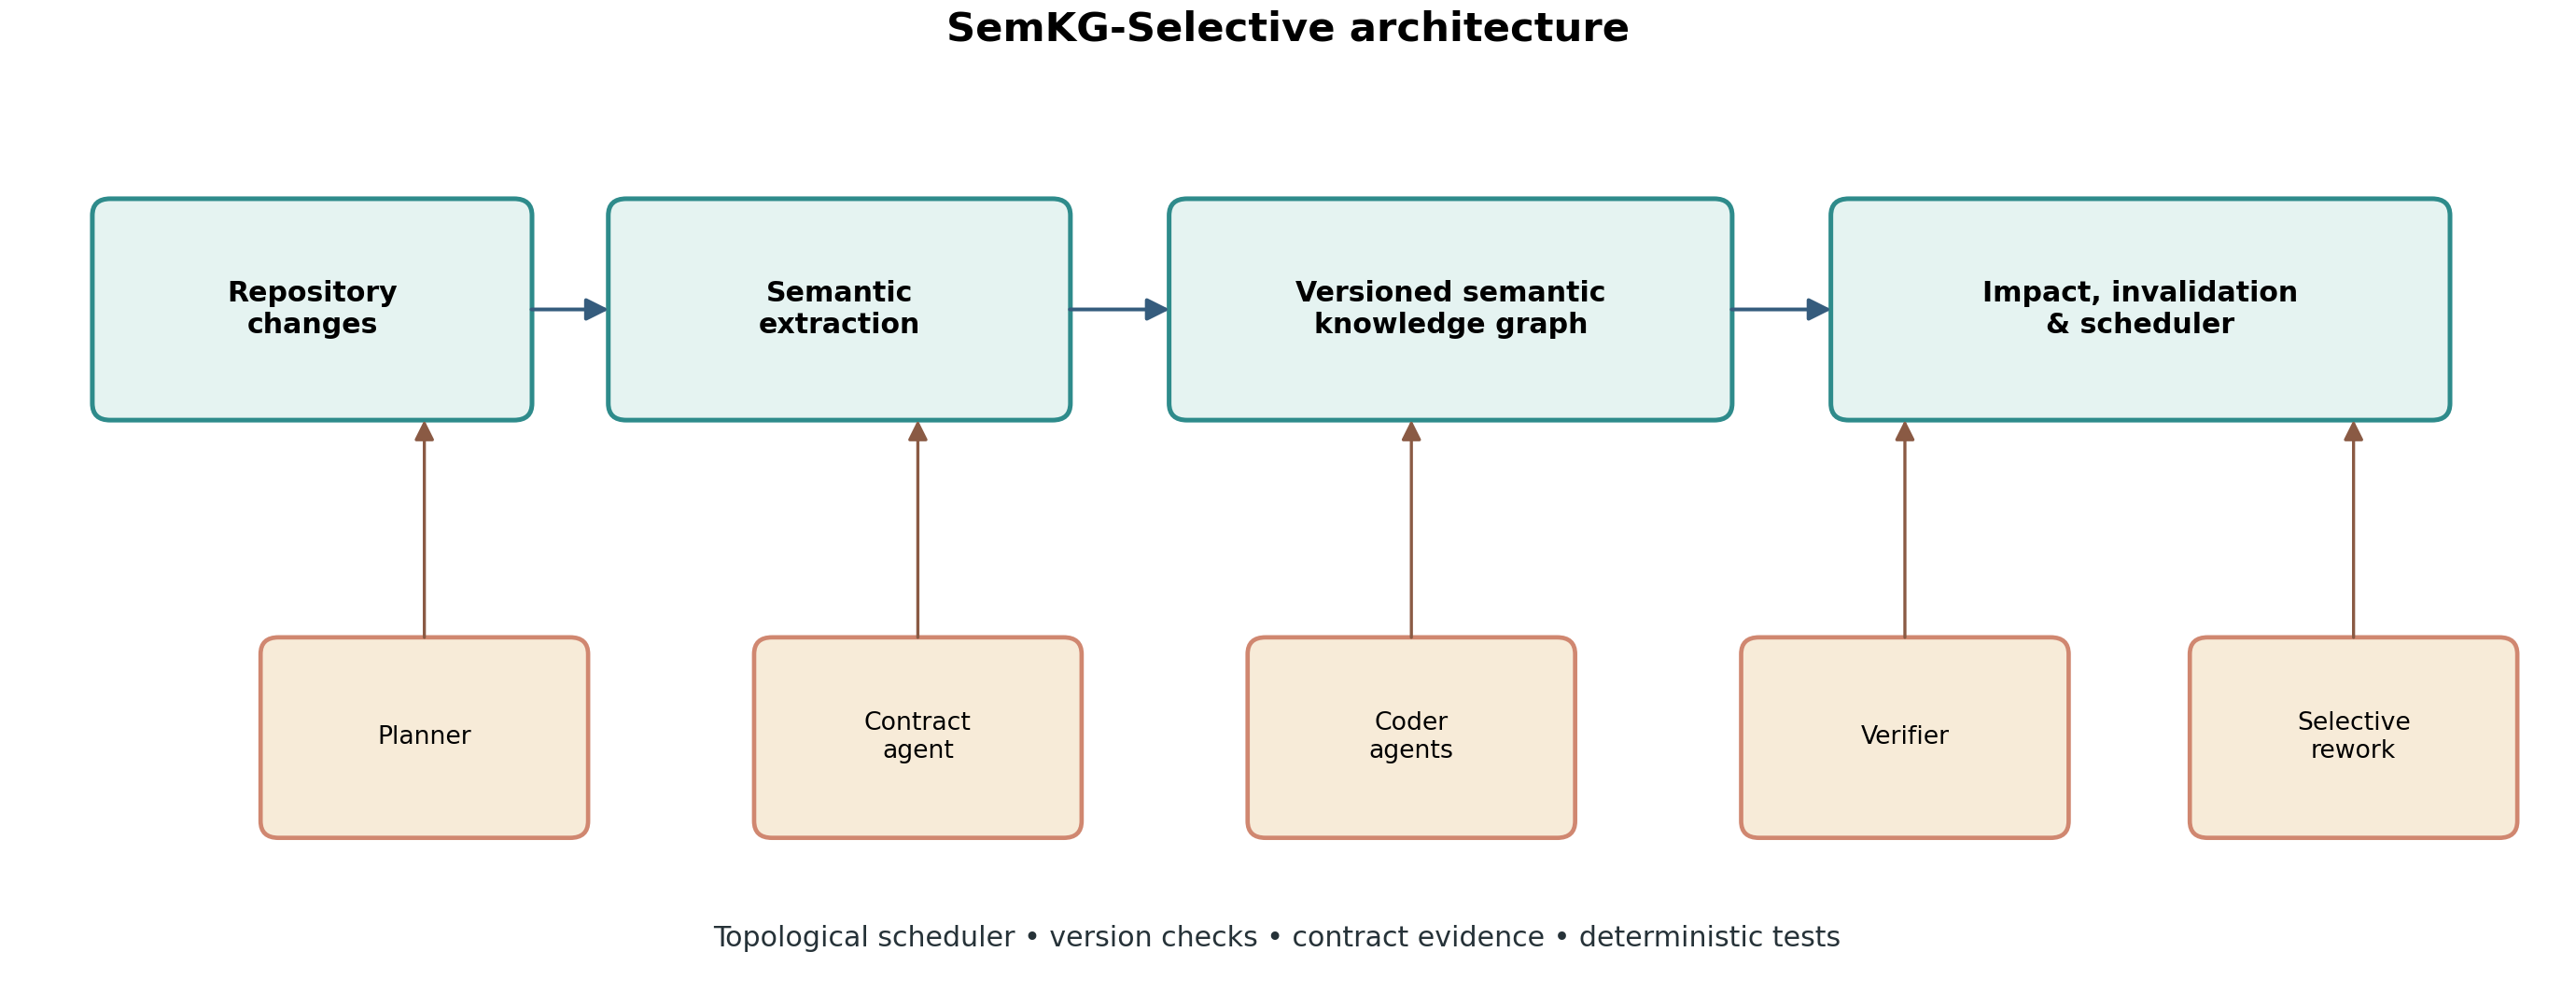 SemKG-Selective architecture
Repository
changes
Semantic
extraction
Versioned semantic
knowledge graph
Impact, invalidation
& scheduler
Planner
Contract
agent
Coder
agents
Verifier
Selective
rework
Topological scheduler • version checks • contract evidence • deterministic tests